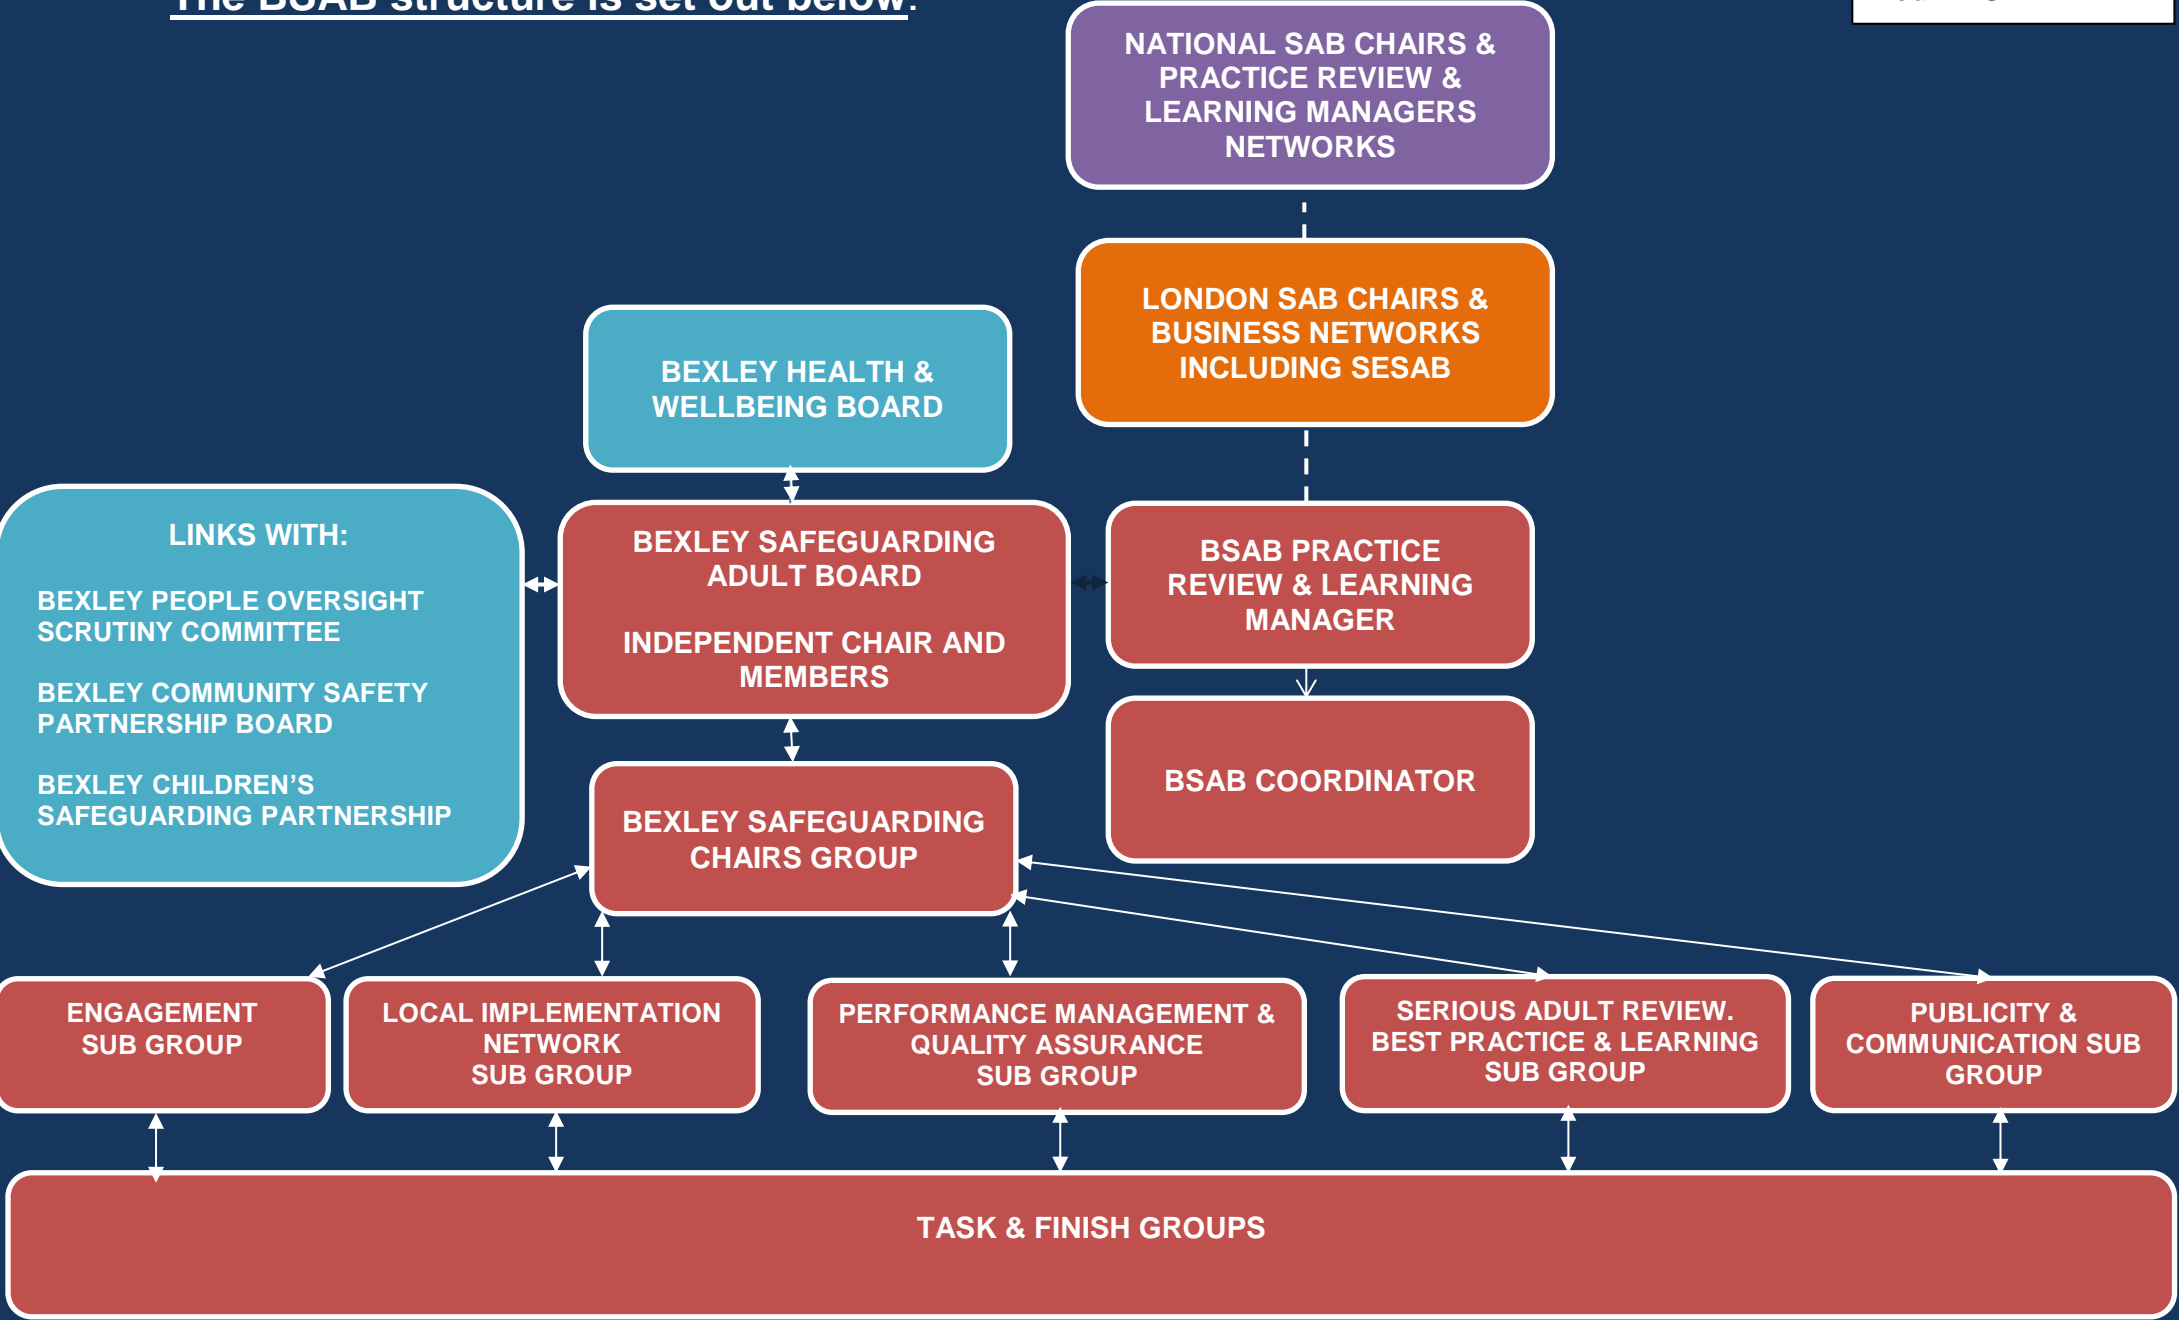 The BSAB structure is set out below.
NATIONAL SAB CHAIRS &
PRACTICE REVIEW &
LEARNING MANAGERS
NETWORKS
LONDON SAB CHAIRS &
BUSINESS NETWORKS
INCLUDING SESAB
BEXLEY HEALTH &
WELLBEING BOARD
LINKS WITH:
BEXLEY PEOPLE OVERSIGHT
SCRUTINY COMMITTEE
BEXLEY COMMUNITY SAFETY
PARTNERSHIP BOARD
BEXLEY CHILDREN’S
SAFEGUARDING PARTNERSHIP
BEXLEY SAFEGUARDING
ADULT BOARD
INDEPENDENT CHAIR AND
MEMBERS
BSAB PRACTICE
REVIEW & LEARNING
MANAGER
BSAB COORDINATOR
BEXLEY SAFEGUARDING
CHAIRS GROUP
ENGAGEMENT
SUB GROUP
LOCAL IMPLEMENTATION
NETWORK
SUB GROUP
PERFORMANCE MANAGEMENT &
QUALITY ASSURANCE
SUB GROUP
SERIOUS ADULT REVIEW.
BEST PRACTICE & LEARNING
SUB GROUP
PUBLICITY &
COMMUNICATION SUB
GROUP
TASK & FINISH GROUPS